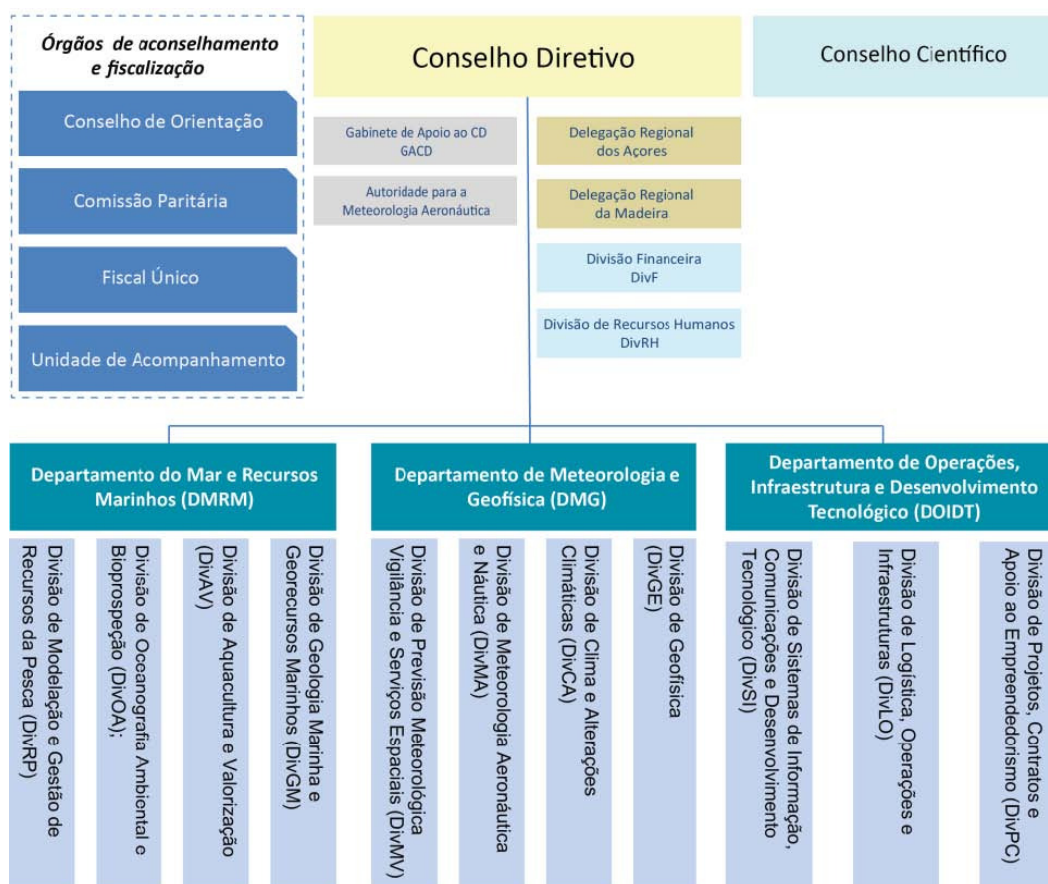 Órgãos de aconselhamento
e fiscalização
Conselho de Orientação
Comissão Paritária
Fiscal Único
Unidade de Acompanhamento
Conselho Diretivo
Conselho Científico
Gabinete de Apoio ao CD
GACD
Autoridade para a
Meteorologia Aeronáutica
Delegação Regional
dos Açores
Delegação Regional
da Madeira
Divisão Financeira
DivF
Divisão de Recursos Humanos
DivRH
Departamento do Mar e Recursos
Marinhos (DMRM)
Divisão de Modelação e Gestão de
Recursos da Pesca (DivRP)
Divisão de Oceanografia Ambiental e
Bioprospeção (DivOA);
Divisão de Aquacultura e Valorização
(DivAV)
Divisão de Geologia Marinha e
Georecursos Marinhos (DivGM)
Departamento de Meteorologia e
Geofísica (DMG)
Divisão de Previsão Meteorológica
Vigilância e Serviços Espaciais (DivMV)
Divisão de Meteorologia Aeronáutica
e Náutica (DivMA)
Divisão de Clima e Alterações
Climáticas (DivCA)
Divisão de Geofísica
(DivGE)
Departamento de Operações,
Infraestrutura e Desenvolvimento
Tecnológico (DOIDT)
Divisão de Sistemas de Informação,
Comunicações e Desenvolvimento
Tecnológico (DivSI)
Divisão de Logística, Operações e
Infraestruturas (DivLO)
Divisão de Projetos, Contratos e
Apoio ao Empreendedorismo (DivPC)